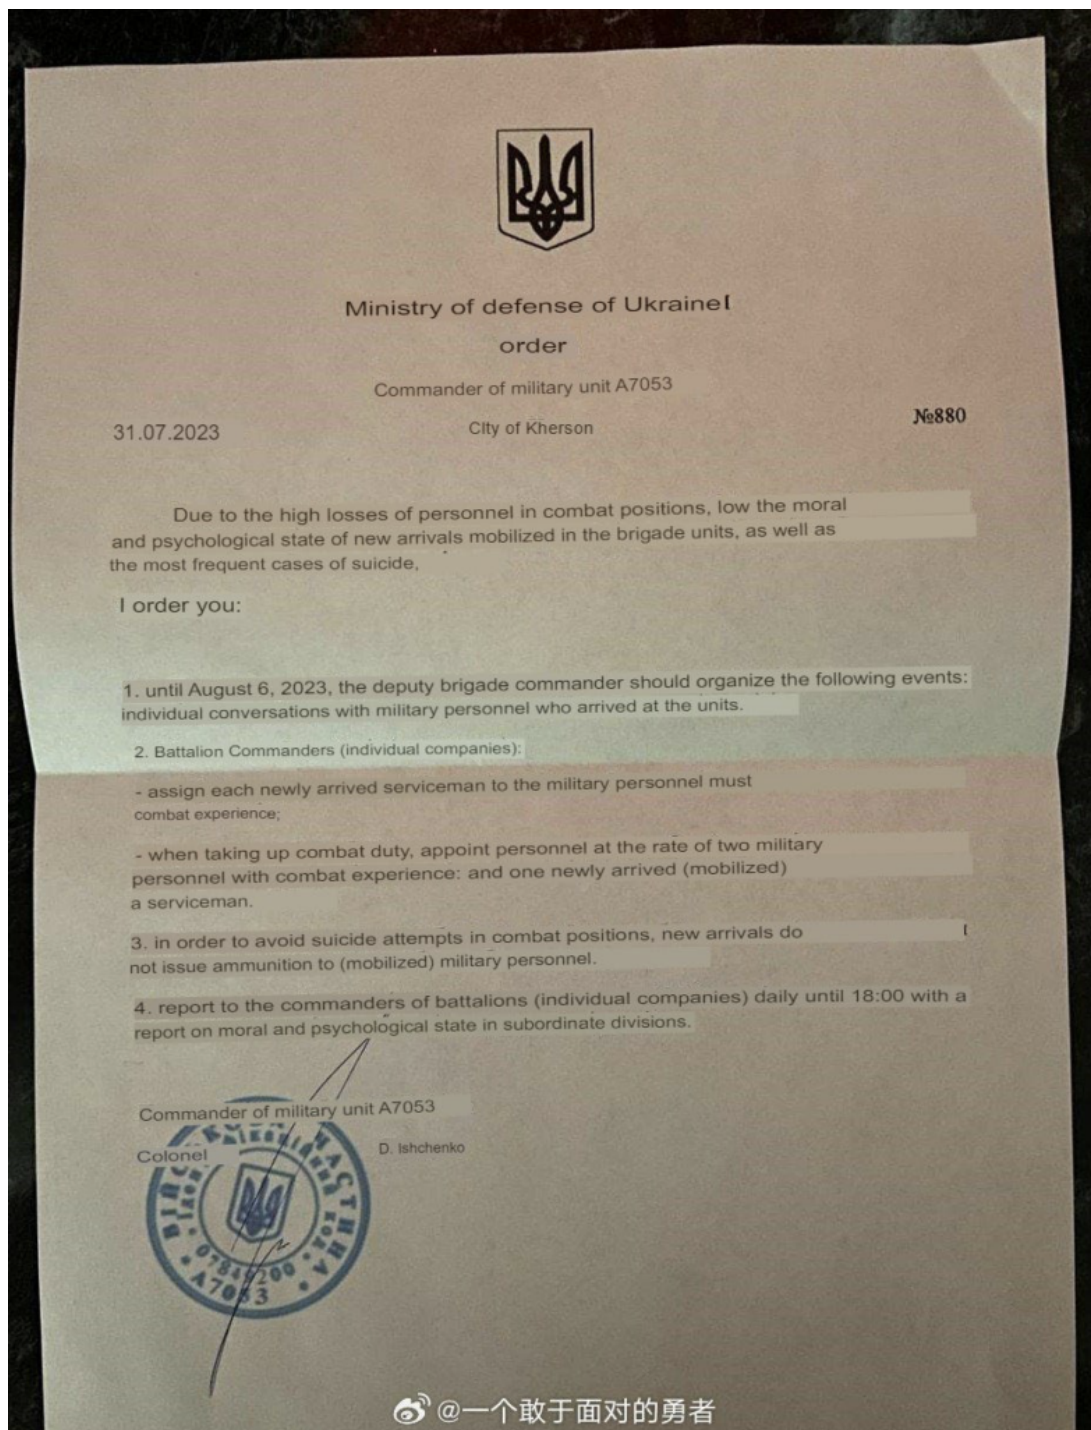 Ministry of defense of Ukrainel
order
Commander of military unit A7053
31.07.2023
CIty of Kherson
№880
Due to the high losses of personnel in combat positions, low the moral
and psychological state of new arrivals mobilized in the brigade units, as well as
the most frequent cases of suicide,
I order you:
1. until August 6, 2023, the deputy brigade commander should organize the following events:
individual conversations with military personnel who arrived at the units.
2. Battalion Commanders (individual companies):
- assign each newly arrived serviceman to the military personnel must
combat experience;
- when taking up combat duty, appoint personnel at the rate of two military
personnel with combat experience: and one newly arrived (mobilized)
a serviceman.
3. in order to avoid suicide attempts in combat positions, new arrivals do
not issue ammunition to (mobilized) military personnel.
4. report to the commanders of battalions (individual companies) daily until 18:00 with a
report on moral and psychological state in subordinate divisions.
Commander of military unit A7053
Colonel
D. Ishchenko
ЧАСТИНА
код
А7053
@一个敢于面对的勇者